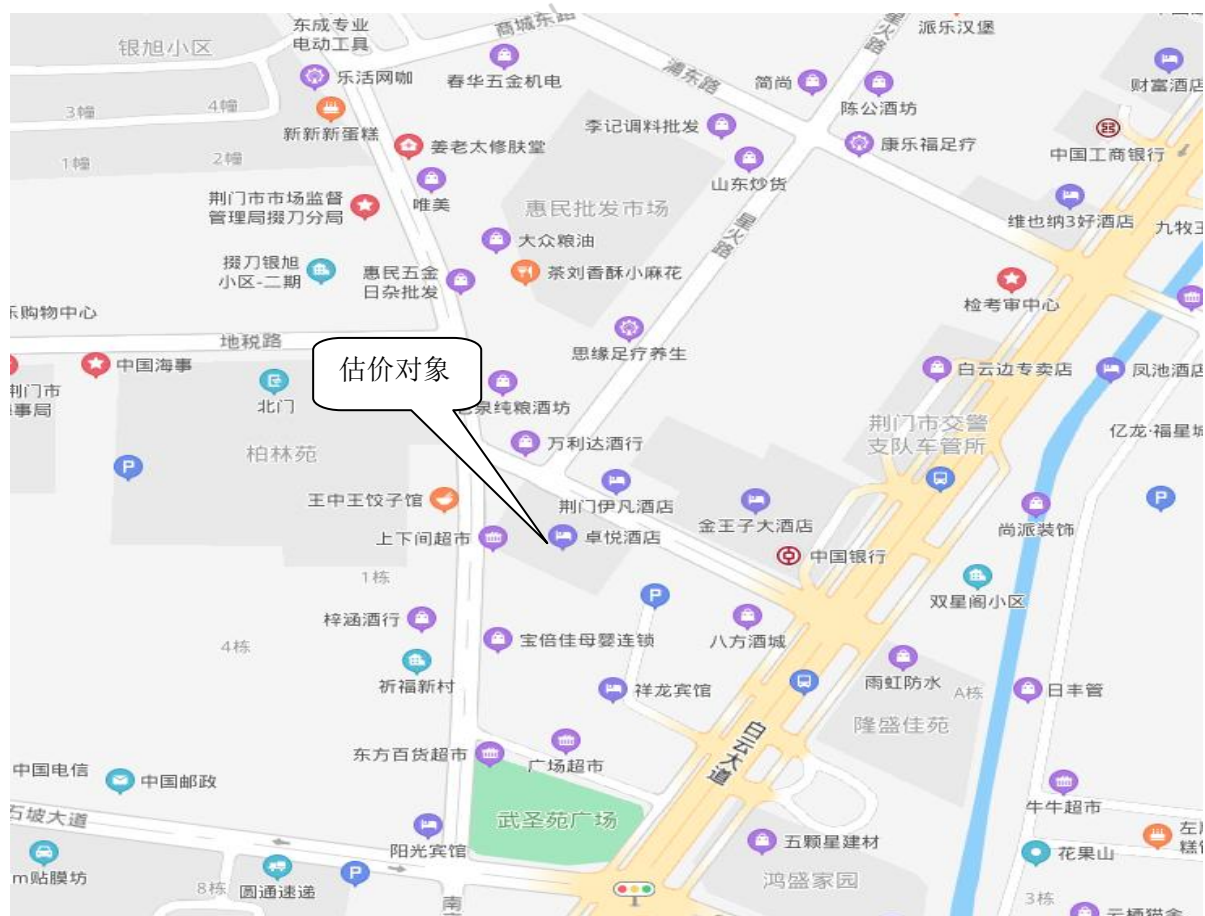 东成专业
电动工具
商城东路
星火路
派乐汉堡
银旭小区
乐活网咖
春华五金机电
浦东路
简尚
财富酒店
3幢
4幢
陈公酒坊
新新新蛋糕
李记调料批发
姜老太修肤堂
康乐福足疗
中国工商银行
1幢
2幢
山东炒货
荆门市市场监督
管理局掇刀分局
唯美
惠民批发市场
维也纳3好酒店
九牧王
星火路
大众粮油
掇刀银旭
小区-二期
惠民五金
日杂批发
茶刘香酥小麻花
检考审中心
乐购物中心
地税路
思缘足疗养生
估价对象
中国海事
荆门市
事局
北门
白云边专卖店
凤池酒店
泉纯粮酒坊
荆门市交警
支队车管所
亿龙·福星城
万利达酒行
柏林苑
P
王中王饺子馆
荆门伊凡酒店
金王子大酒店
P
尚派装饰
上下间超市
卓悦酒店
中国银行
1栋
双星阁小区
P
梓涵酒行
宝倍佳母婴连锁
八方酒城
4栋
祈福新村
祥龙宾馆
雨虹防水
A栋
日丰管
隆盛佳苑
白云大道
东方百货超市
广场超市
中国电信
中国邮政
牛牛超市
石坡大道
武圣苑广场
五颗星建材
阳光宾馆
花果山
m贴膜坊
8栋
圆通速递
P
鸿盛家园
3栋
南